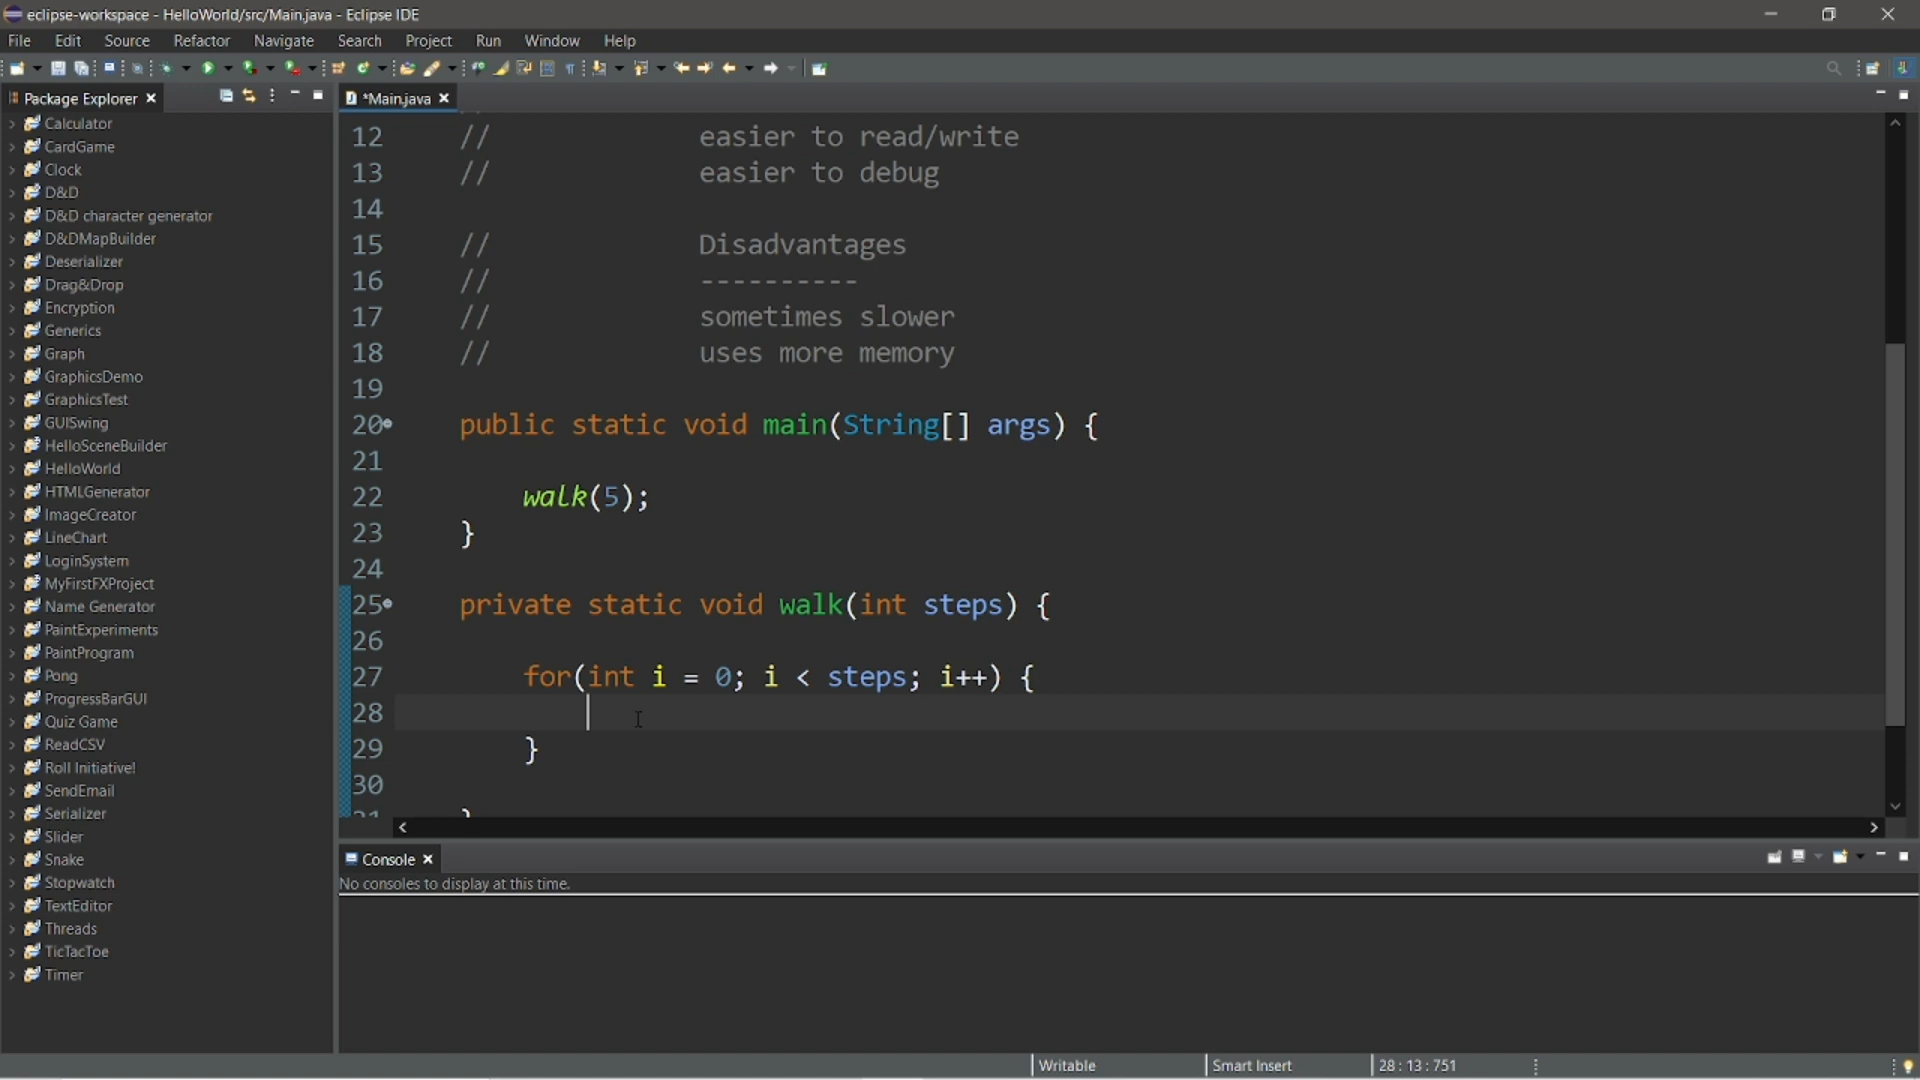 eclipse-workspace - HelloWorld/src/Main.java - Eclipse IDE
File Edit Source Refactor Navigate Search Project Run Window Help
Package Explorer
*Main.java
Calculator
CardGame
Clock
D&D
D&D character generator
D&DMapBuilder
Deserializer
Drag&Drop
Encryption
Generics
Graph
GraphicsDemo
GraphicsTest
GUISwing
HelloSceneBuilder
HelloWorld
HTMLGenerator
ImageCreator
LineChart
LoginSystem
MyFirstFXProject
Name Generator
PaintExperiments
PaintProgram
Pong
ProgressBarGUI
Quiz Game
ReadCSV
Roll Initiative!
SendEmail
Serializer
Slider
Snake
Stopwatch
TextEditor
Threads
TicTacToe
Timer
12 // easier to read/write
13 // easier to debug
14
15 // Disadvantages
16 // ----------
17 // sometimes slower
18 // uses more memory
19
20 public static void main(String[] args) {
21
22 walk(5);
23 }
24
25 private static void walk(int steps) {
26
27 for(int i = 0; i < steps; i++) {
28
29 }
30
Console
No consoles to display at this time.
Writable Smart Insert 28 : 13 : 751